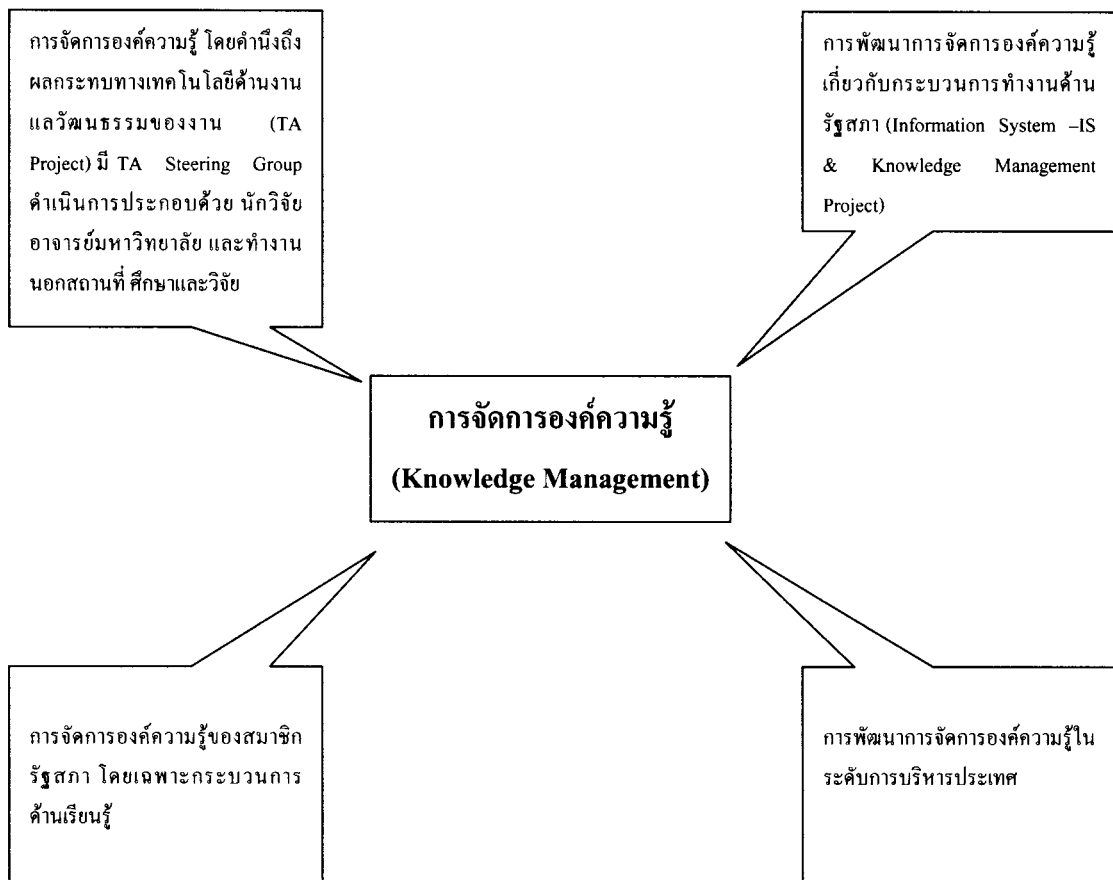 การจัดการองค์ความรู้ โดยคำนึงถึง
ผลกระทบทางเทคโนโลยีด้านงาน
แลวัฒนธรรมของงาน (TA
Project) มี TA Steering Group
ดำเนินการประกอบด้วย นักวิจัย
อาจารย์มหาวิทยาลัย และทำงาน
นอกสถานที่ ศึกษาและวิจัย
การพัฒนาการจัดการองค์ความรู้
เกี่ยวกับกระบวนการทำงานด้าน
รัฐสภา (Information System –IS
& Knowledge Management
Project)
การจัดการองค์ความรู้
(Knowledge Management)
การจัดการองค์ความรู้ของสมาชิก
รัฐสภา โดยเฉพาะกระบวนการ
ด้านเรียนรู้
การพัฒนาการจัดการองค์ความรู้ใน
ระดับการบริหารประเทศ